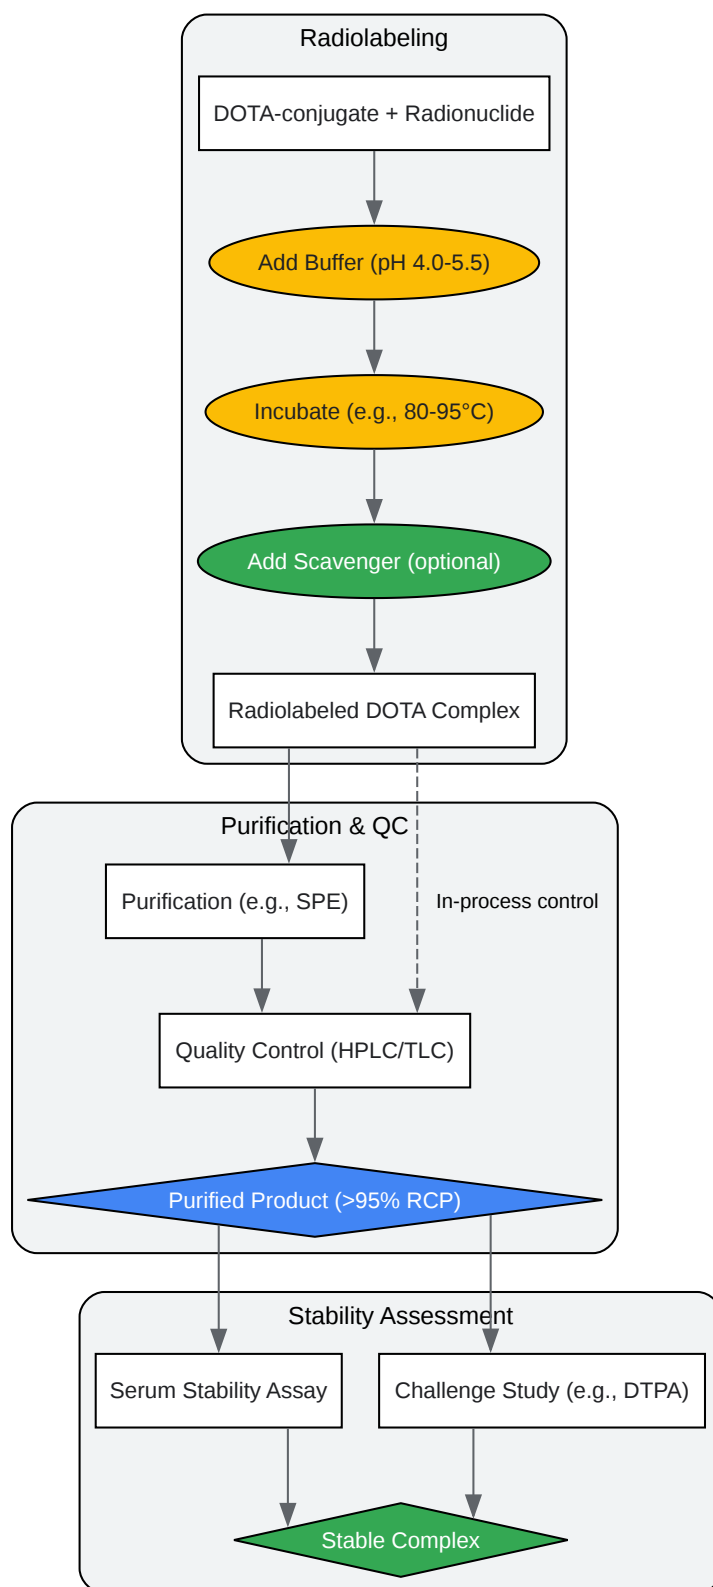 Radiolabeling
DOTA-conjugate + Radionuclide
Add Buffer (pH 4.0-5.5)
Incubate (e.g., 80-95°C)
Add Scavenger (optional)
Radiolabeled DOTA Complex
Purification & QC
Purification (e.g., SPE)
In-process control
Quality Control (HPLC/TLC)
Purified Product (>95% RCP)
Stability Assessment
Serum Stability Assay
Challenge Study (e.g., DTPA)
Stable Complex